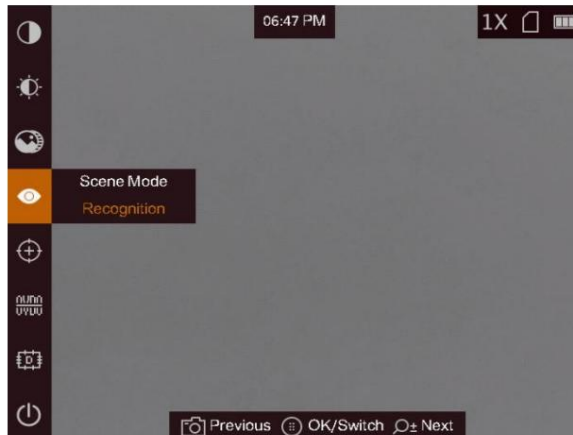 06:47 PM
1X
Scene Mode
Recognition
Previous OK/Switch Next